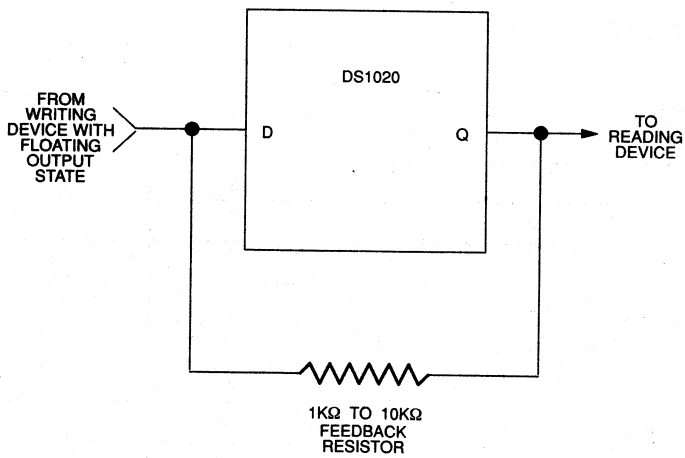 DS1020
FROM
WRITING
DEVICE WITH
FLOATING
OUTPUT
STATE
D
Q
TO
READING
DEVICE
1KΩ TO 10KΩ
FEEDBACK
RESISTOR